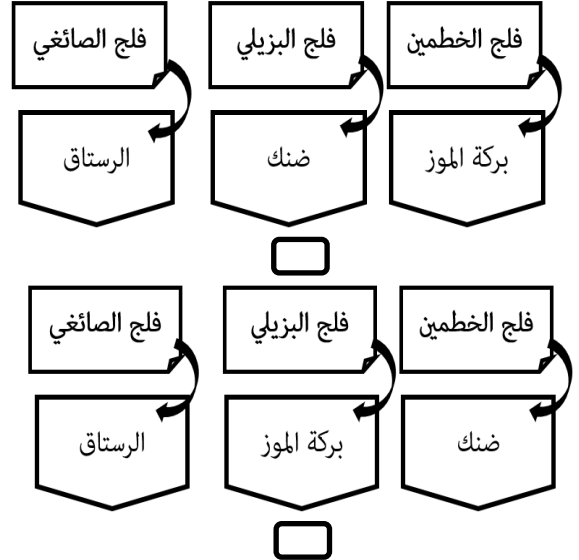 فلج الخطمين فلج البزيلي فلج الصائغي
بركة الموز ضنك الرستاق
فلج الخطمين فلج البزيلي فلج الصائغي
ضنك بركة الموز الرستاق